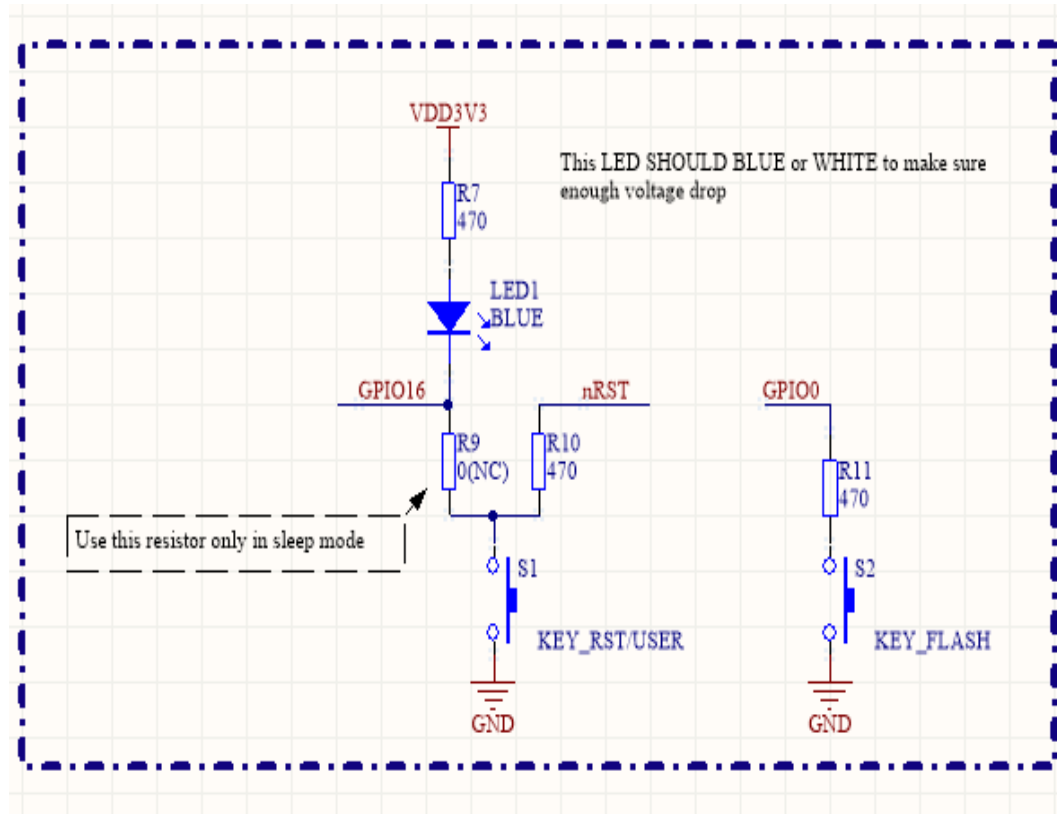 VDD3V3
This LED SHOULD BLUE or WHITE to make sure
enough voltage drop
R7
470
LED1
BLUE
GPIO16
nRST
GPIO0
R9
0(NC)
R10
470
R11
470
Use this resistor only in sleep mode
S1
S2
KEY_RST/USER
KEY_FLASH
GND
GND